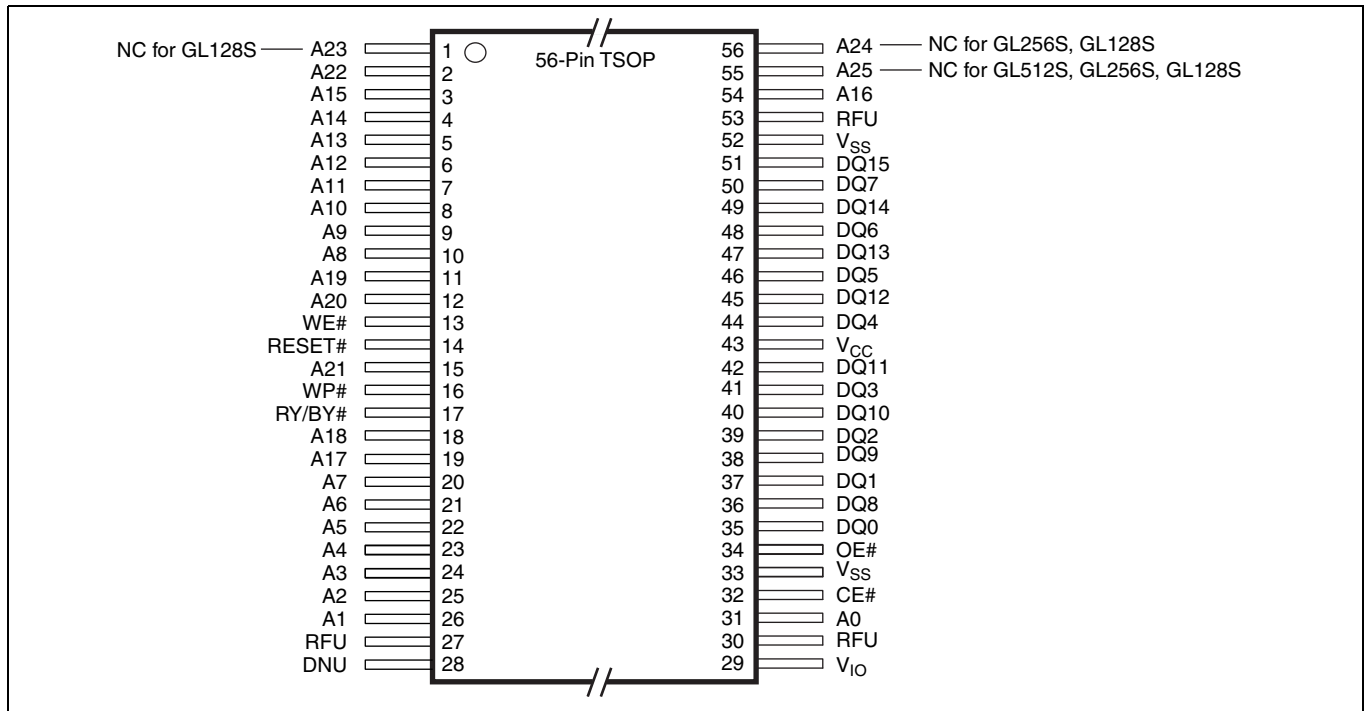 56-Pin TSOP
NC for GL128S A23 1
A22 2
A15 3
A14 4
A13 5
A12 6
A11 7
A10 8
A9 9
A8 10
A19 11
A20 12
WE# 13
RESET# 14
A21 15
WP# 16
RY/BY# 17
A18 18
A17 19
A7 20
A6 21
A5 22
A4 23
A3 24
A2 25
A1 26
RFU 27
DNU 28
56 A24 NC for GL256S, GL128S
55 A25 NC for GL512S, GL256S, GL128S
54 A16
53 RFU
52 VSS
51 DQ15
50 DQ7
49 DQ14
48 DQ6
47 DQ13
46 DQ5
45 DQ12
44 DQ4
43 VCC
42 DQ11
41 DQ3
40 DQ10
39 DQ2
38 DQ9
37 DQ1
36 DQ8
35 DQ0
34 OE#
33 VSS
32 CE#
31 A0
30 RFU
29 VIO